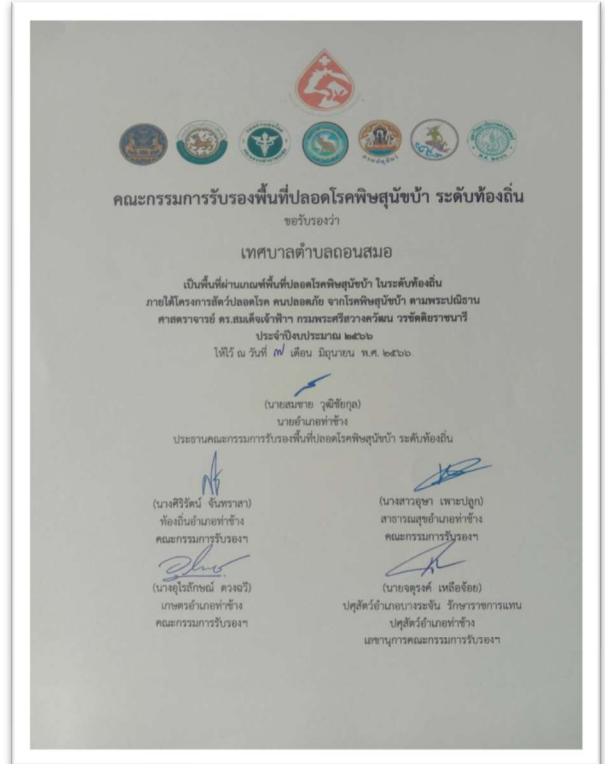 คณะกรรมการรับรองพื้นที่ปลอดโรคพิษสุนัขบ้า ระดับท้องถิ่น
ขอรับรองว่า
เทศบาลตำบลถอนสมอ
เป็นพื้นที่ผ่านเกณฑ์พื้นที่ปลอดโรคพิษสุนัขบ้า ในระดับท้องถิ่น
ภายใต้โครงการสัตว์ปลอดโรค คนปลอดภัย จากโรคพิษสุนัขบ้า ตามพระปณิธาน
ศาสตราจารย์ ดร.สมเด็จเจ้าฟ้าฯ กรมพระศรีสวางควัฒน วรขัตติยราชนารี
ประจำปีงบประมาณ ๒๕๖๖
ให้ไว้ ณ วันที่ ๗ เดือน มิถุนายน พ.ศ. ๒๕๖๖
(นายสมชาย วุฒิชัยกุล)
นายอำเภอท่าช้าง
ประธานคณะกรรมการรับรองพื้นที่ปลอดโรคพิษสุนัขบ้า ระดับท้องถิ่น
(นางศิริรัตน์ จันทราสา)
ท้องถิ่นอำเภอท่าช้าง
คณะกรรมการรับรองฯ
(นางสาวอุษา เพาะปลูก)
สาธารณสุขอำเภอท่าช้าง
คณะกรรมการรับรองฯ
(นางอุไรลักษณ์ ดวงฉวี)
เกษตรอำเภอท่าช้าง
คณะกรรมการรับรองฯ
(นายจตุรงค์ เหลือจ้อย)
ปศุสัตว์อำเภอบางระจัน รักษาราชการแทน
ปศุสัตว์อำเภอท่าช้าง
เลขานุการคณะกรรมการรับรองฯ